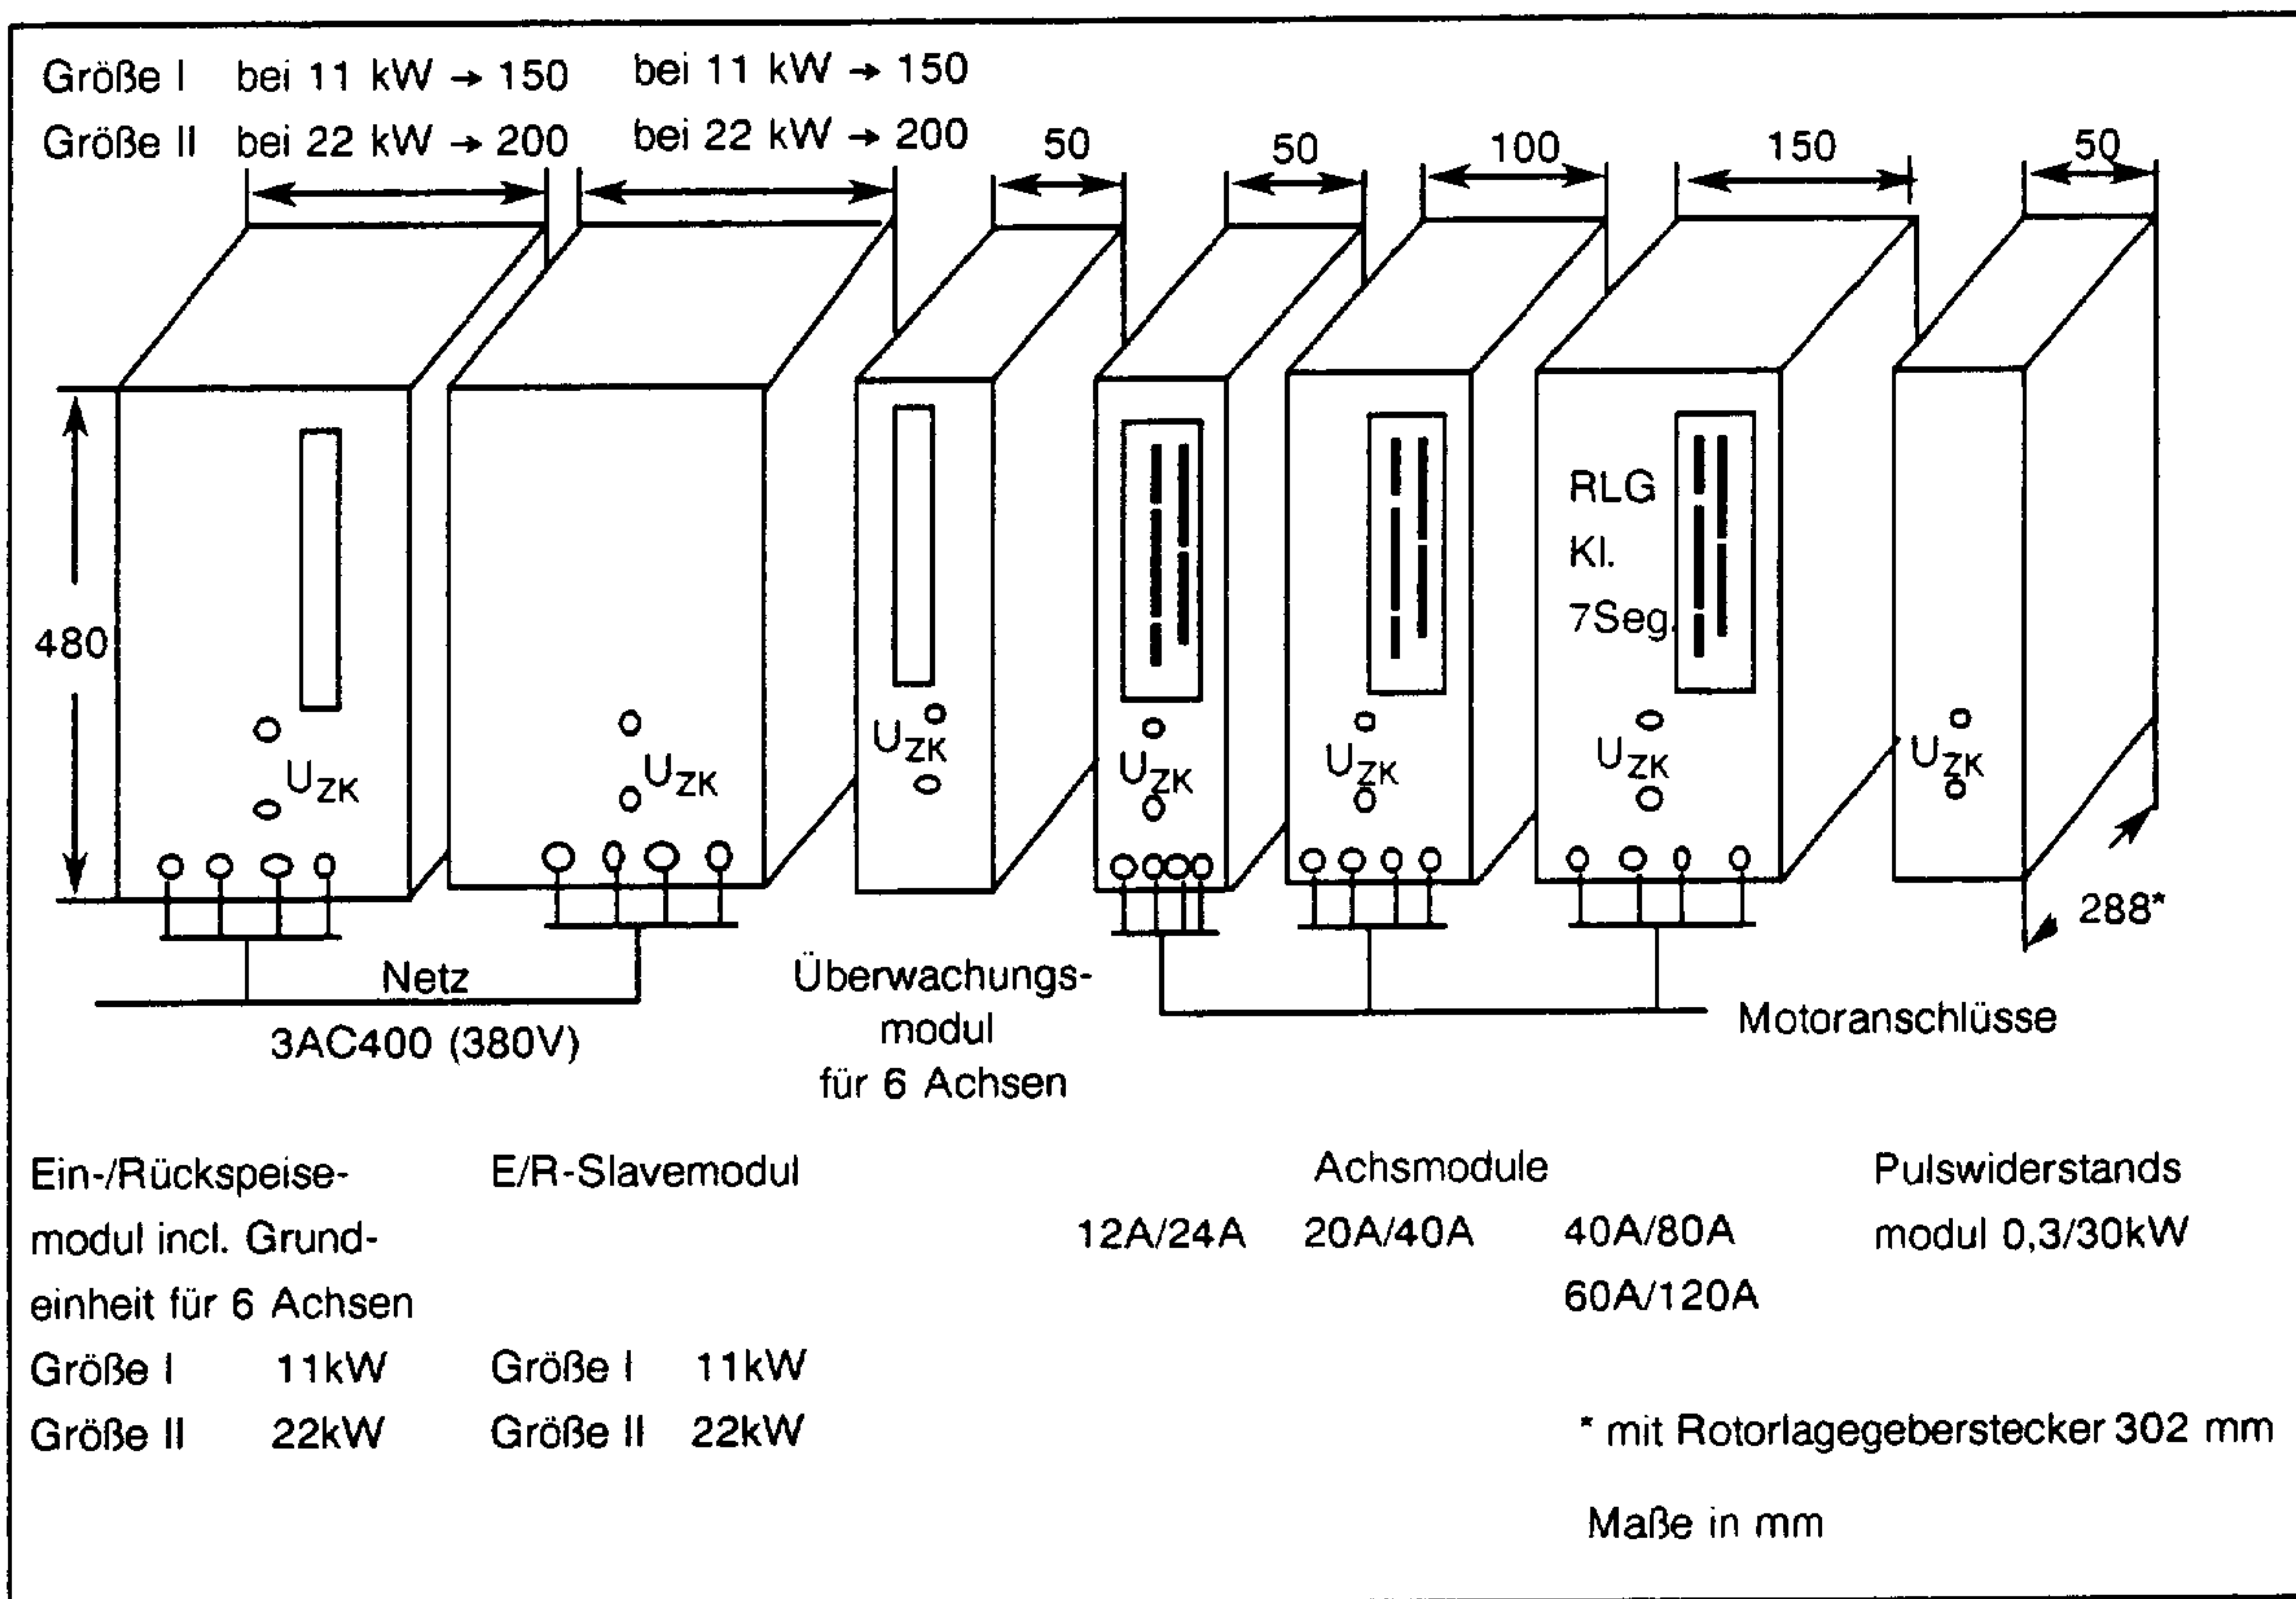 Größe I bei 11 kW → 150 bei 11 kW → 150
Größe II bei 22 kW → 200 bei 22 kW → 200
50 50 100 150 50
480
RLG
Kl.
7Seg.
UZK UZK UZK UZK UZK UZK UZK
288*
Netz
3AC400 (380V)
Überwachungs-
modul
für 6 Achsen
Motoranschlüsse
Ein-/Rückspeise-
modul incl. Grund-
einheit für 6 Achsen
Größe I 11kW
Größe II 22kW
E/R-Slavemodul
Größe I 11kW
Größe II 22kW
Achsmodule
12A/24A 20A/40A 40A/80A
60A/120A
Pulswiderstands
modul 0,3/30kW
* mit Rotorlagegeberstecker 302 mm
Maße in mm